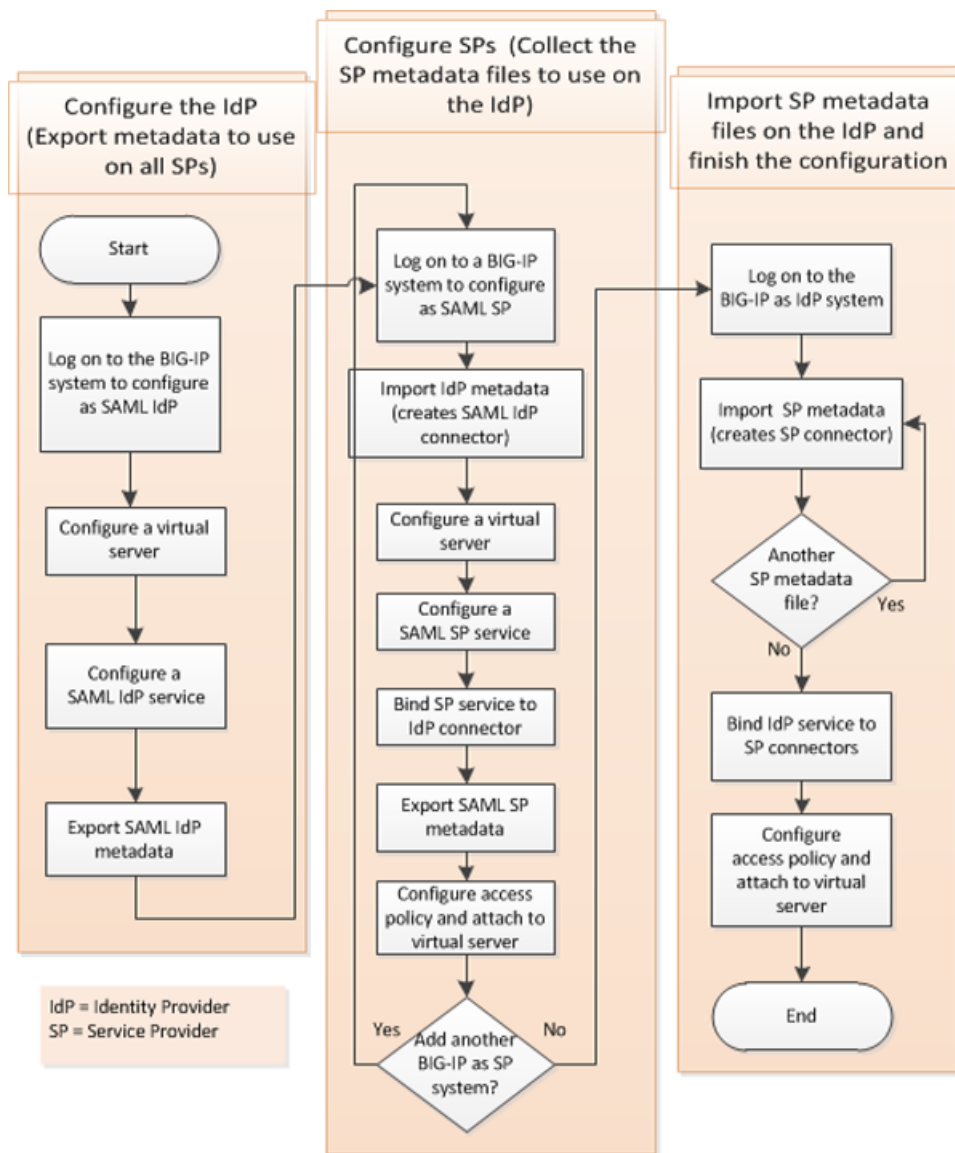 Configure the IdP
(Export metadata to use
on all SPs)
Start
Log on to the BIG-IP
system to configure
as SAML IdP
Configure a virtual
server
Configure a
SAML IdP service
Export SAML IdP
metadata
IdP = Identity Provider
SP = Service Provider
Configure SPs (Collect the
SP metadata files to use on
the IdP)
Log on to a BIG-IP
system to configure
as SAML SP
Import IdP metadata
(creates SAML IdP
connector)
Configure a virtual
server
Configure a
SAML SP service
Bind SP service to
IdP connector
Export SAML SP
metadata
Configure access
policy and attach to
virtual server
Yes
No
Add another
BIG-IP as SP
system?
Import SP metadata
files on the IdP and
finish the configuration
Log on to the
BIG-IP as IdP system
Import SP metadata
(creates SP connector)
Another
SP metadata
file?
Yes
No
Bind IdP service to
SP connectors
Configure
access policy and
attach to virtual
server
End